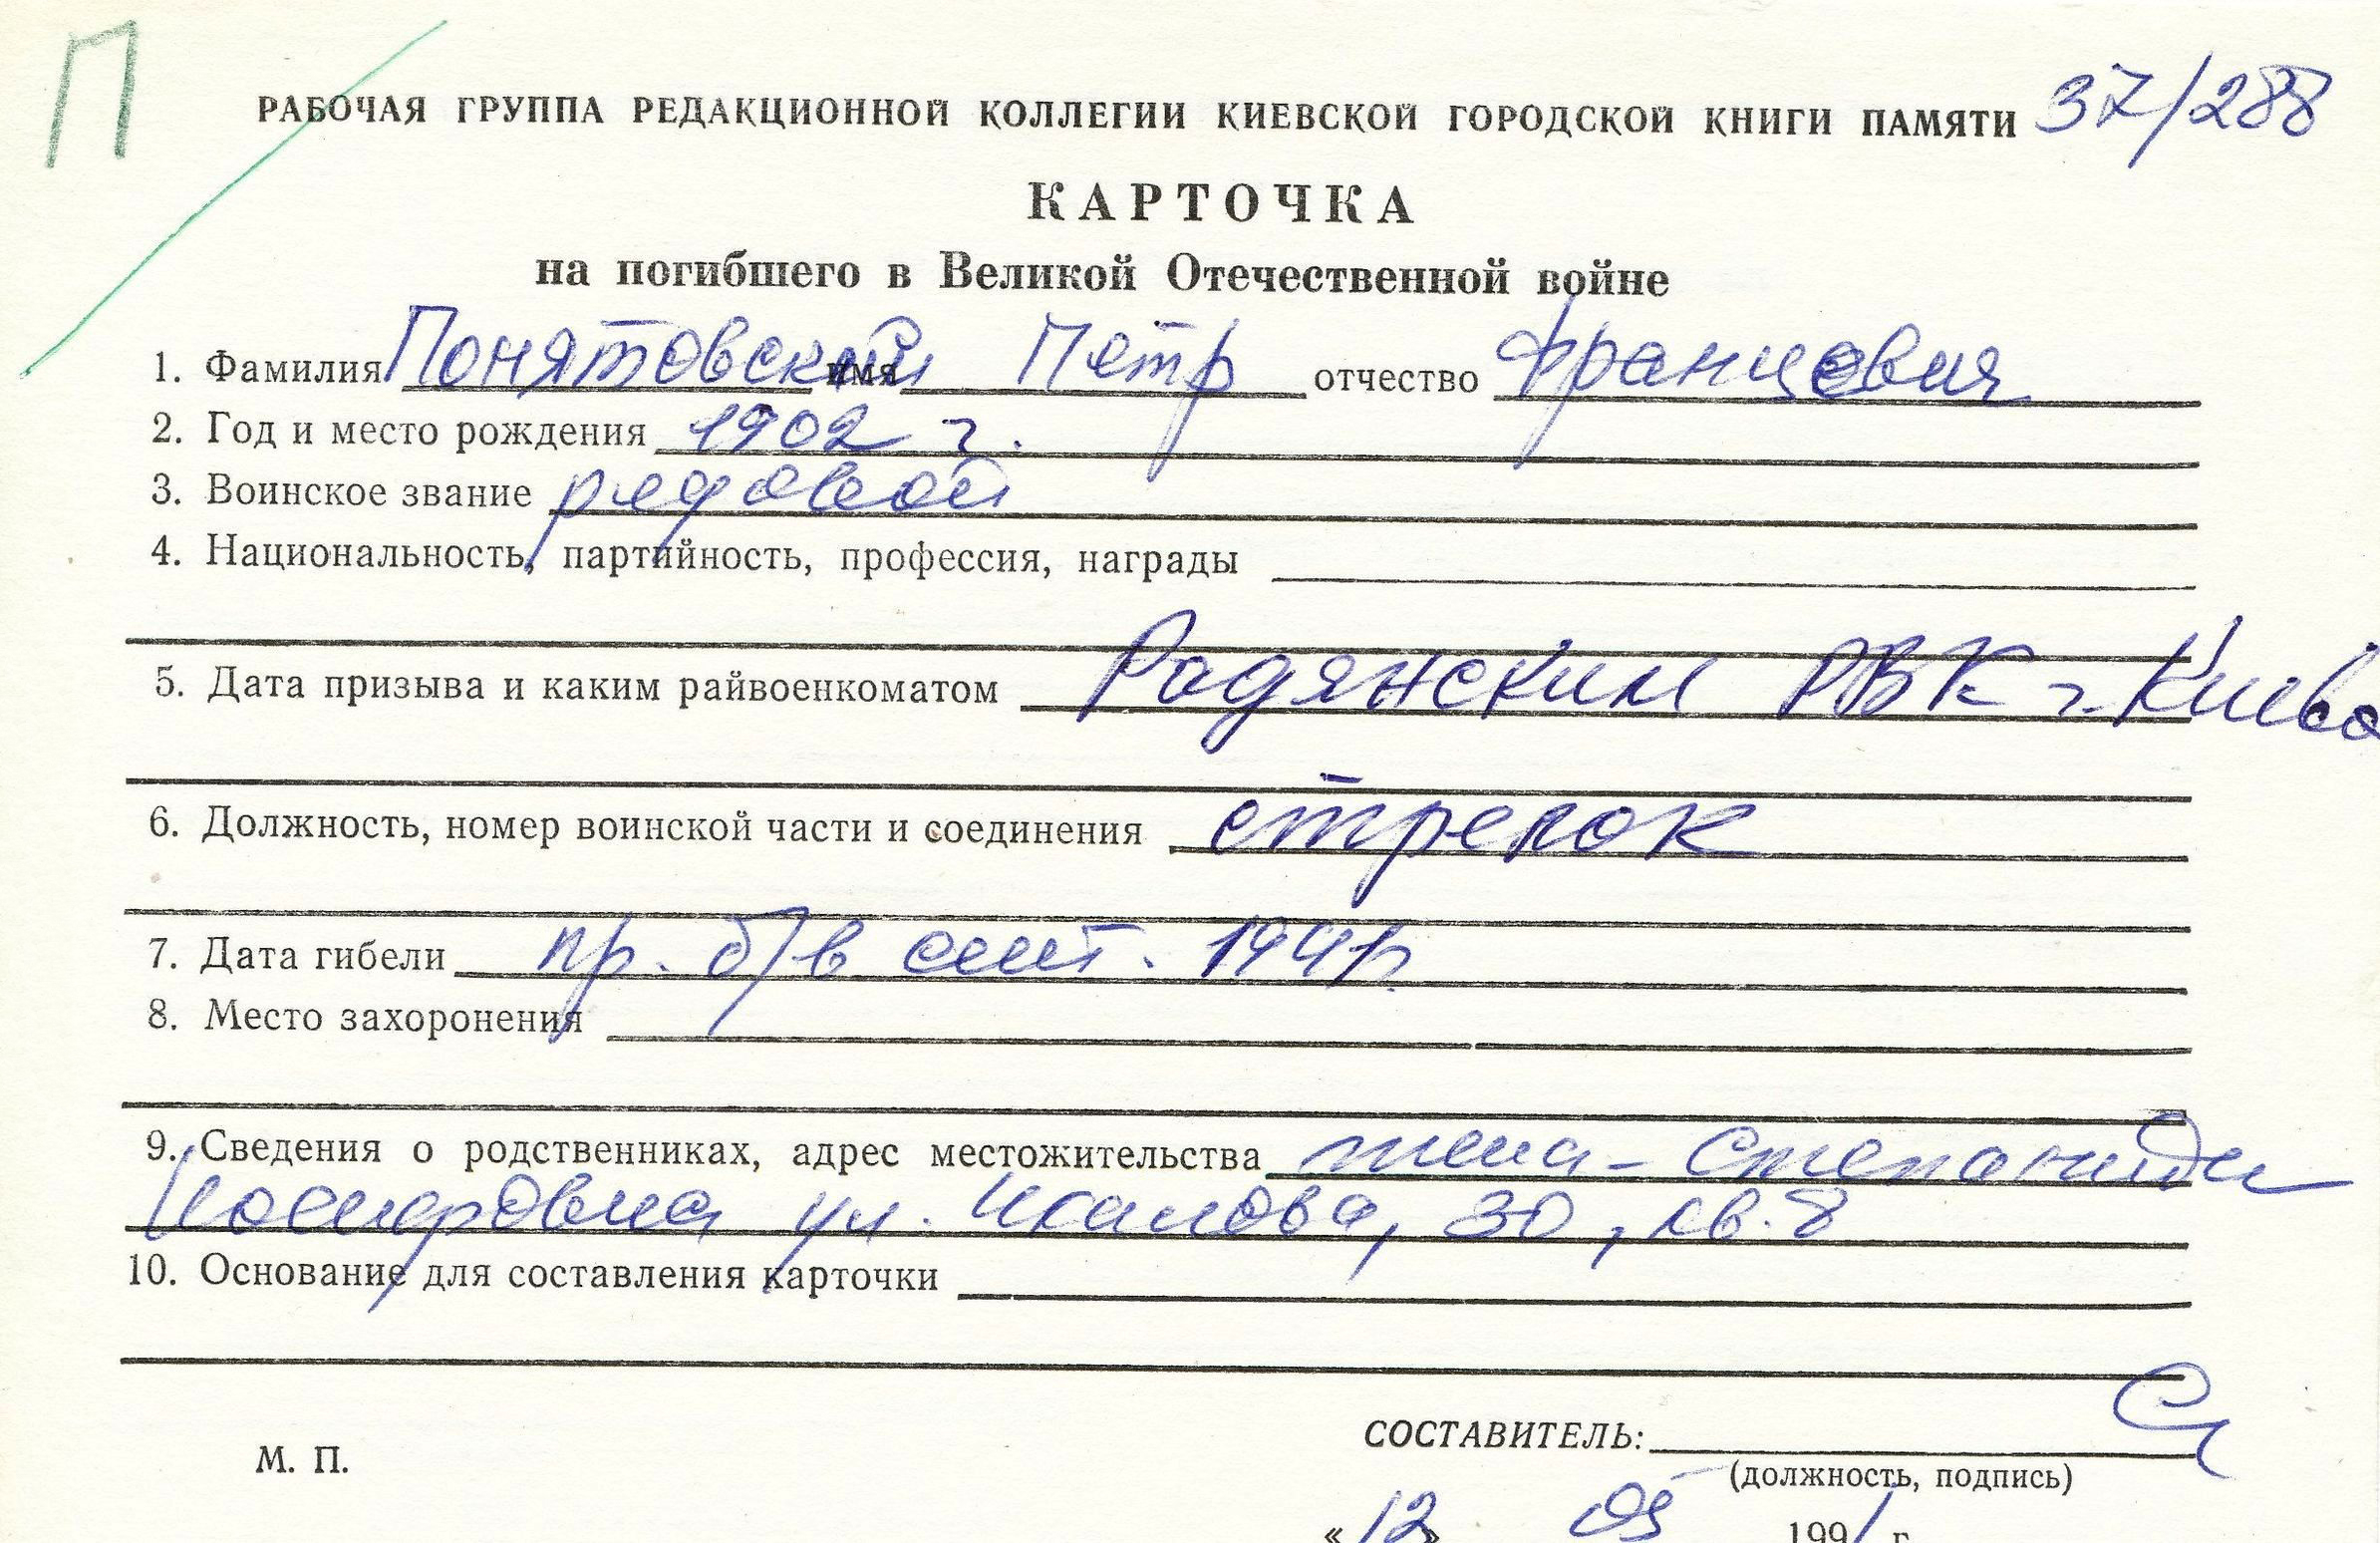 П
РАБОЧАЯ ГРУППА РЕДАКЦИОННОЙ КОЛЛЕГИИ КИЕВСКОЙ ГОРОДСКОЙ КНИГИ ПАМЯТИ 37/288
КАРТОЧКА
на погибшего в Великой Отечественной войне
1. Фамилия Понятовский имя Петр отчество Францевич
2. Год и место рождения 1902 г.
3. Воинское звание рядовой
4. Национальность, партийность, профессия, награды
5. Дата призыва и каким райвоенкоматом Радянским РВК г. Киева
6. Должность, номер воинской части и соединения стрелок
7. Дата гибели пр. б/в сент. 1941г.
8. Место захоронения
9. Сведения о родственниках, адрес местожительства жена - Степанида
ул. Чкалова, 30, кв. 8
10. Основание для составления карточки
СОСТАВИТЕЛЬ:
М. П.
(должность, подпись)
«12» 05 1991 г.